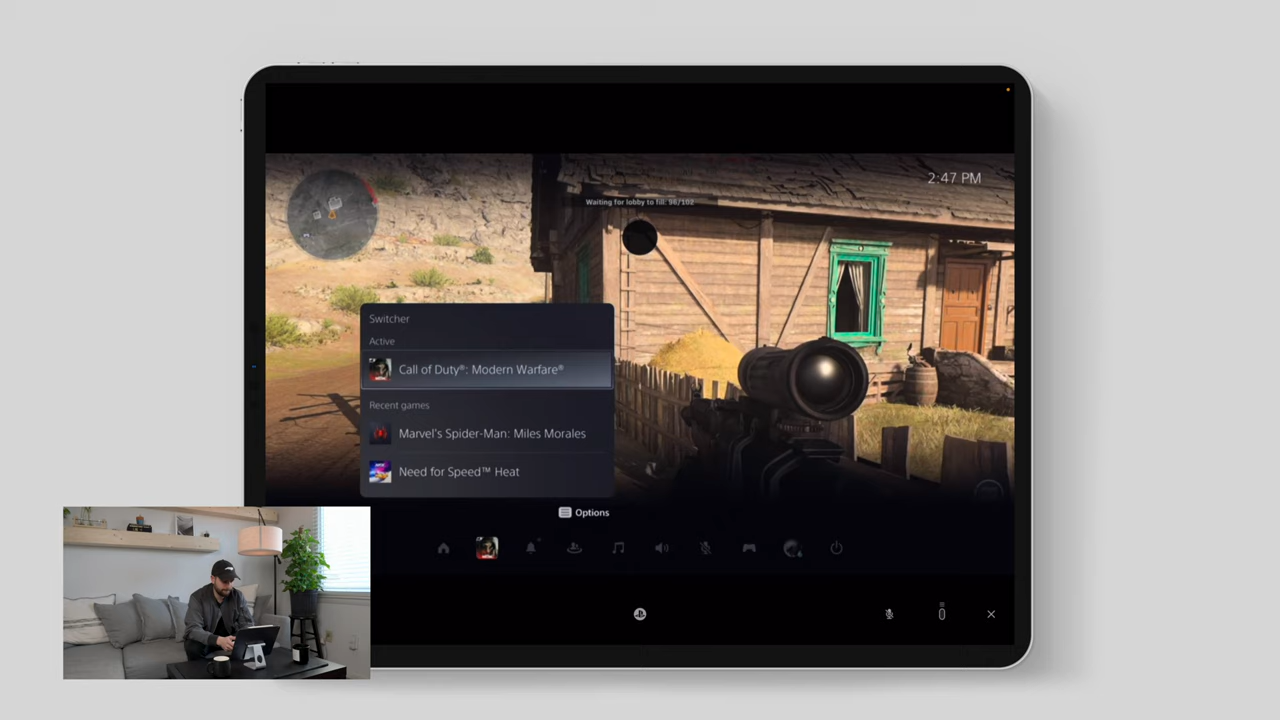 2:47 PM
Waiting for lobby to fill: 98/102
Switcher
Active
Call of Duty®: Modern Warfare®
Recent games
Marvel's Spider-Man: Miles Morales
Need for Speed™ Heat
Options